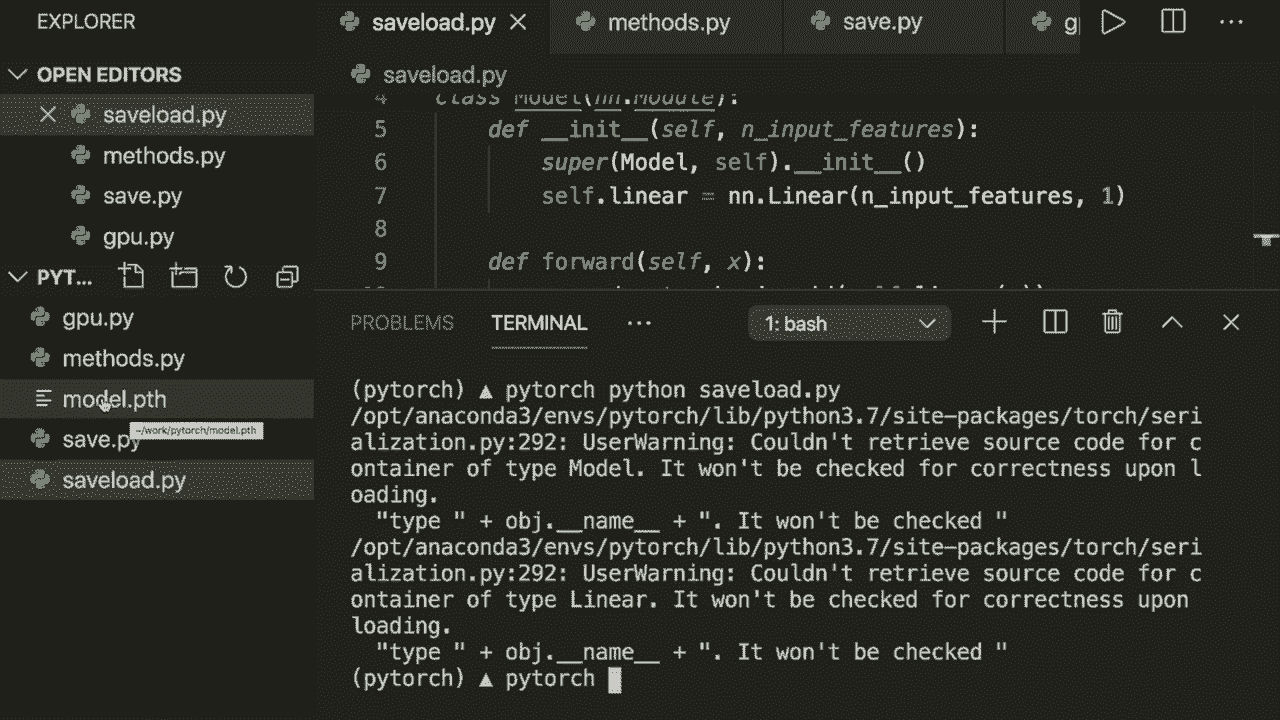 EXPLORER
OPEN EDITORS
saveload.py
methods.py
save.py
gpu.py
PYT...
gpu.py
methods.py
model.pth
~/work/pytorch/model.pth
save.py
saveload.py
saveload.py
methods.py
save.py
saveload.py
4 class Model(nn.Module):
5 def __init__(self, n_input_features):
6 super(Model, self).__init__()
7 self.linear = nn.Linear(n_input_features, 1)
8
9 def forward(self, x):
PROBLEMS TERMINAL ... 1: bash
(pytorch) ▲ pytorch python saveload.py
/opt/anaconda3/envs/pytorch/lib/python3.7/site-packages/torch/seri
alization.py:292: UserWarning: Couldn't retrieve source code for c
ontainer of type Model. It won't be checked for correctness upon l
oading.
"type " + obj.__name__ + ". It won't be checked "
/opt/anaconda3/envs/pytorch/lib/python3.7/site-packages/torch/seri
alization.py:292: UserWarning: Couldn't retrieve source code for c
ontainer of type Linear. It won't be checked for correctness upon
loading.
"type " + obj.__name__ + ". It won't be checked "
(pytorch) ▲ pytorch